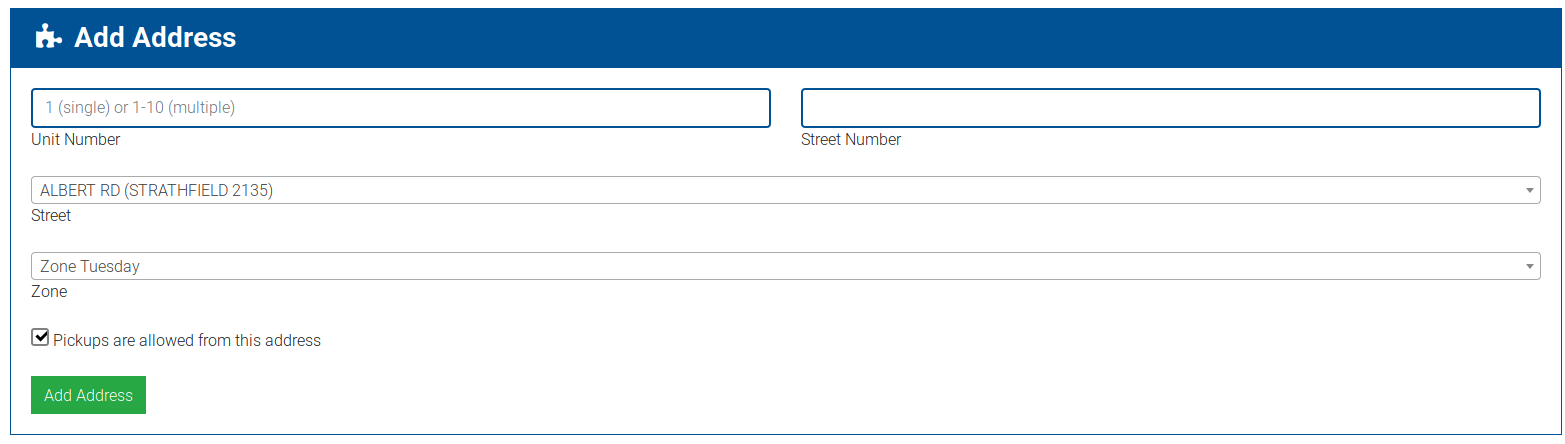 Add Address
1 (single) or 1-10 (multiple)
Unit Number
Street Number
ALBERT RD (STRATHFIELD 2135)
Street
Zone Tuesday
Zone
Pickups are allowed from this address
Add Address